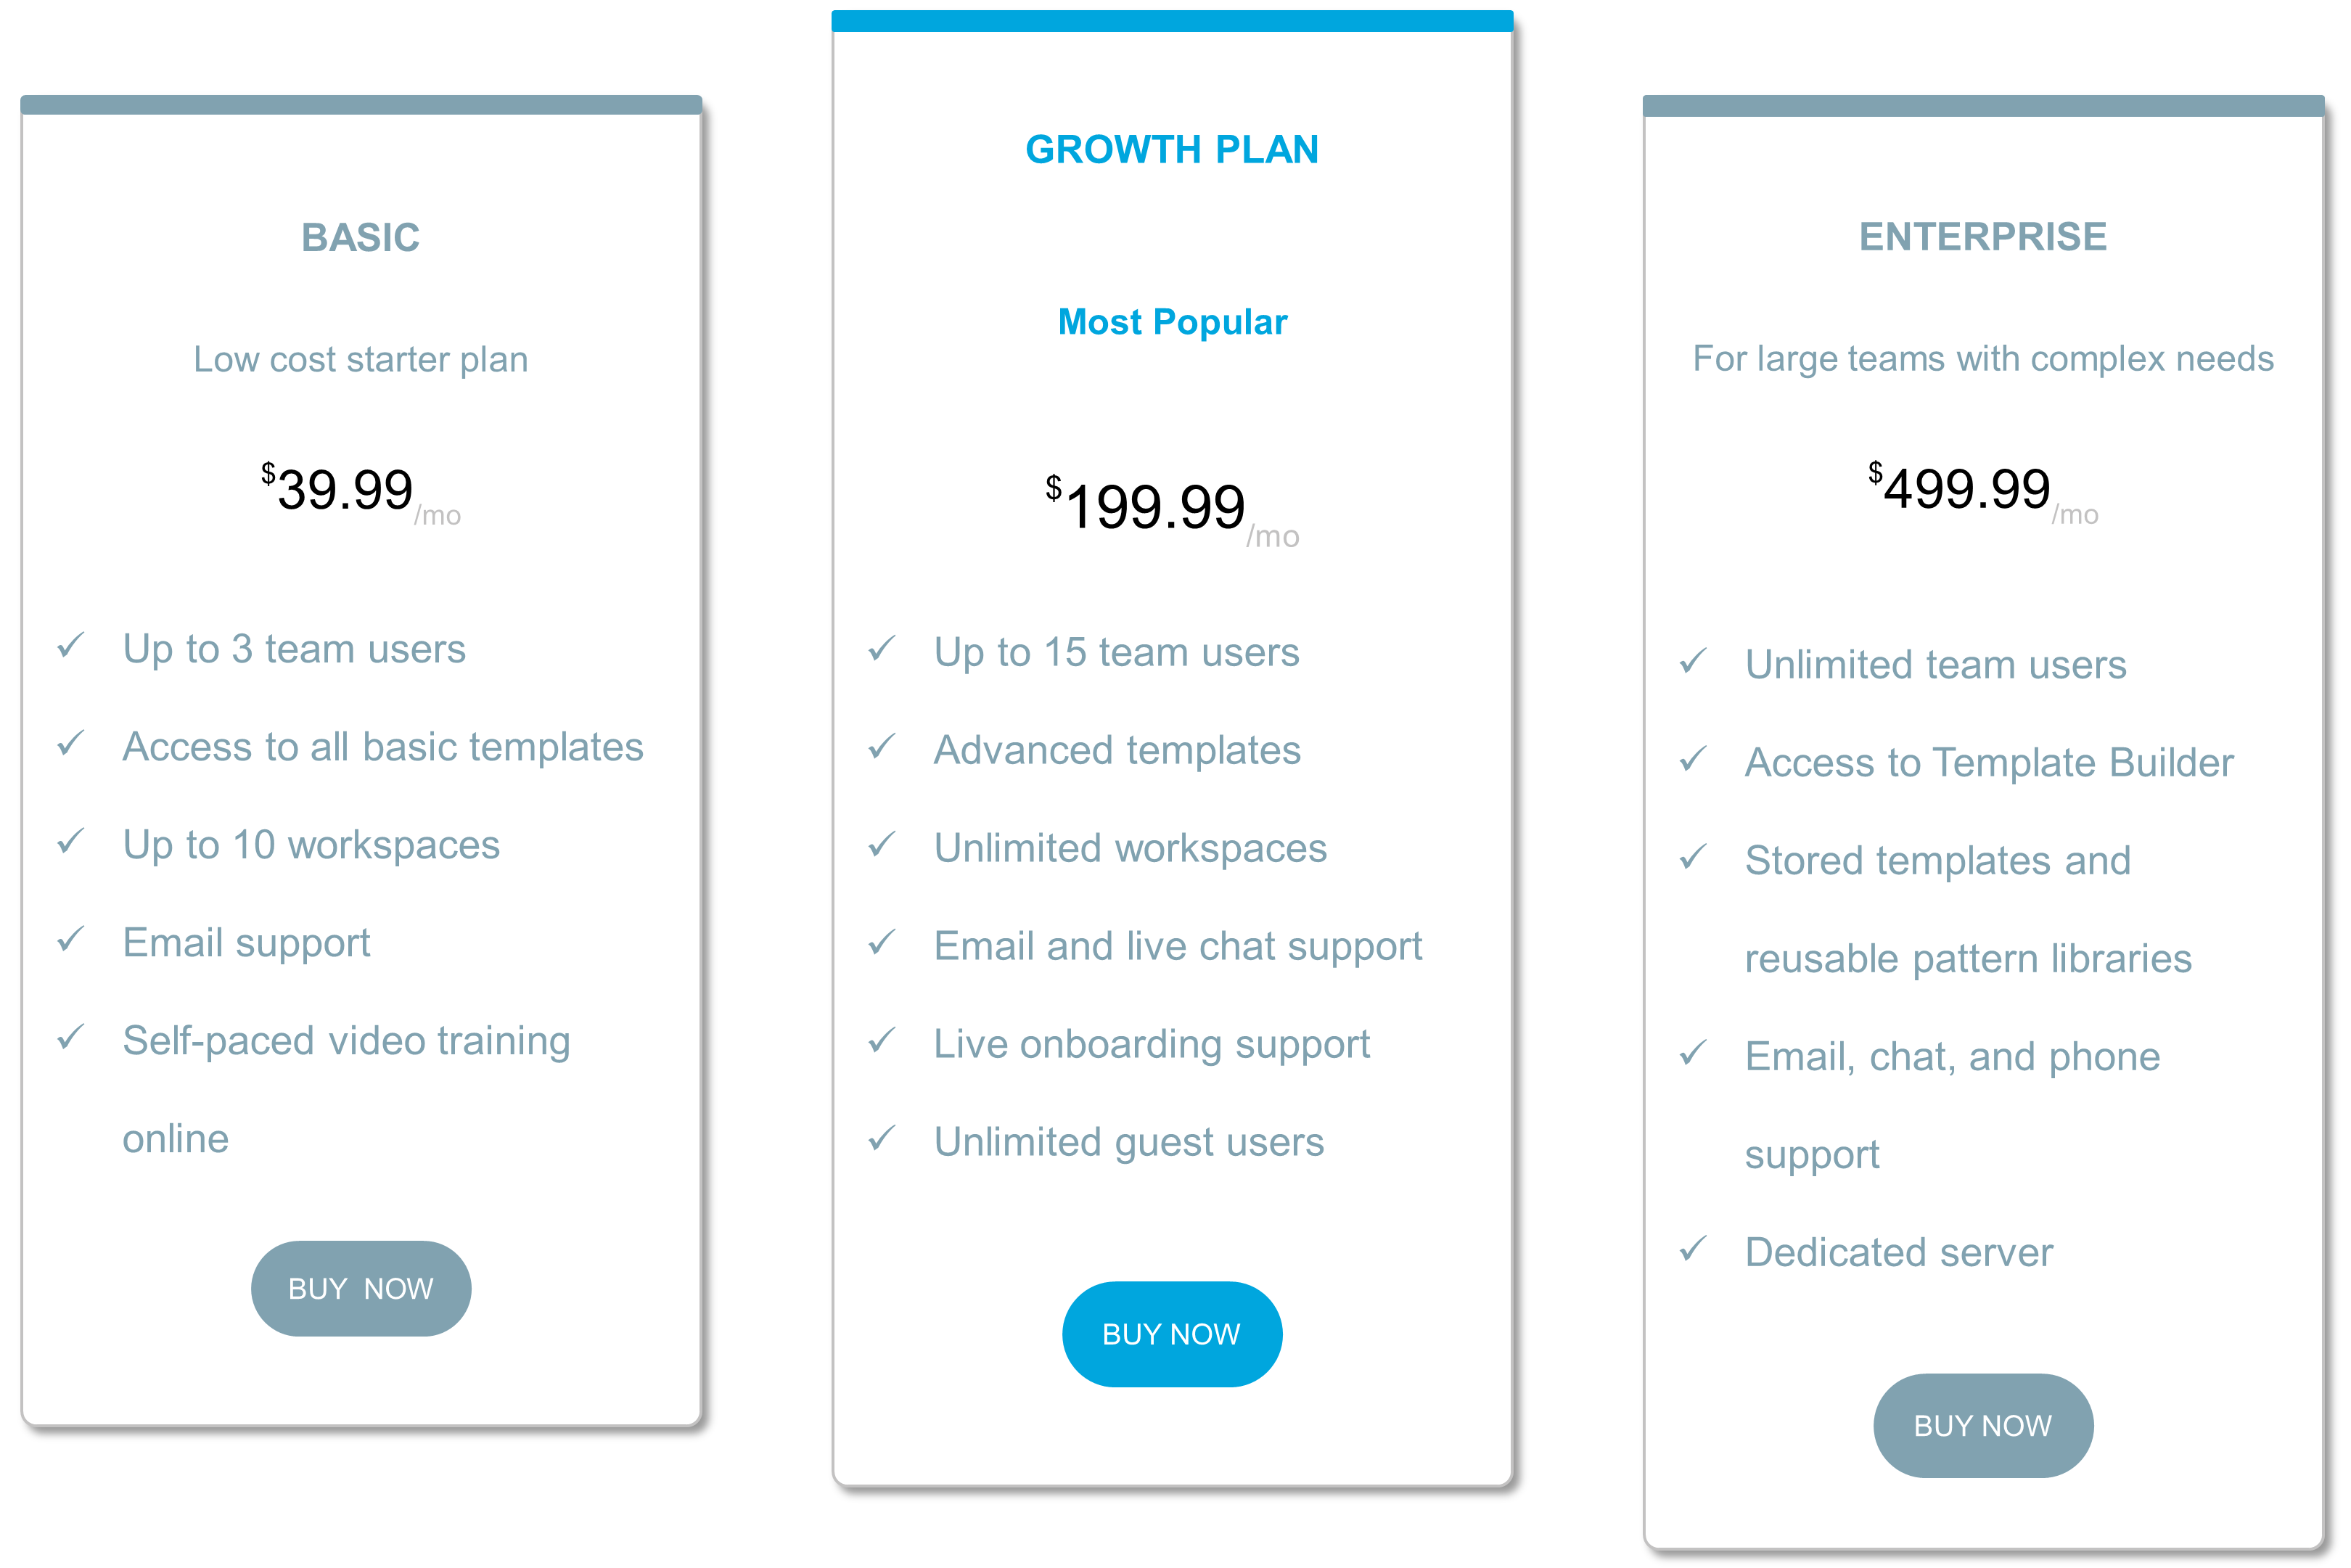 BASIC
Low cost starter plan
$39.99/mo
✓ Up to 3 team users
✓ Access to all basic templates
✓ Up to 10 workspaces
✓ Email support
✓ Self-paced video training
online
BUY  NOW
GROWTH PLAN
Most Popular
$199.99/mo
✓ Up to 15 team users
✓ Advanced templates
✓ Unlimited workspaces
✓ Email and live chat support
✓ Live onboarding support
✓ Unlimited guest users
BUY NOW
ENTERPRISE
For large teams with complex needs
$499.99/mo
✓ Unlimited team users
✓ Access to Template Builder
✓ Stored templates and
reusable pattern libraries
✓ Email, chat, and phone
support
✓ Dedicated server
BUY NOW